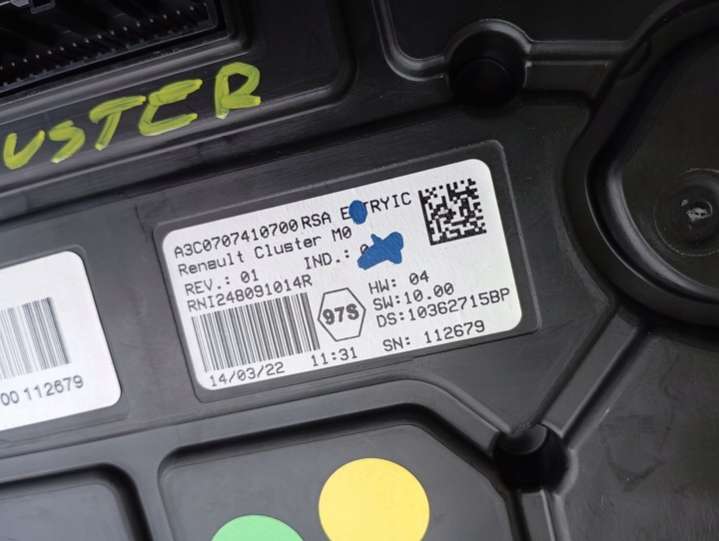 USTER
A3C0707410700 RSA E TRYIC
Renault Cluster M0
REV.: 01 IND.:
RNI248091014R
97S
HW: 04
SW: 10.00
DS: 10362715BP
14/03/22 11:31 SN: 112679
00 112679